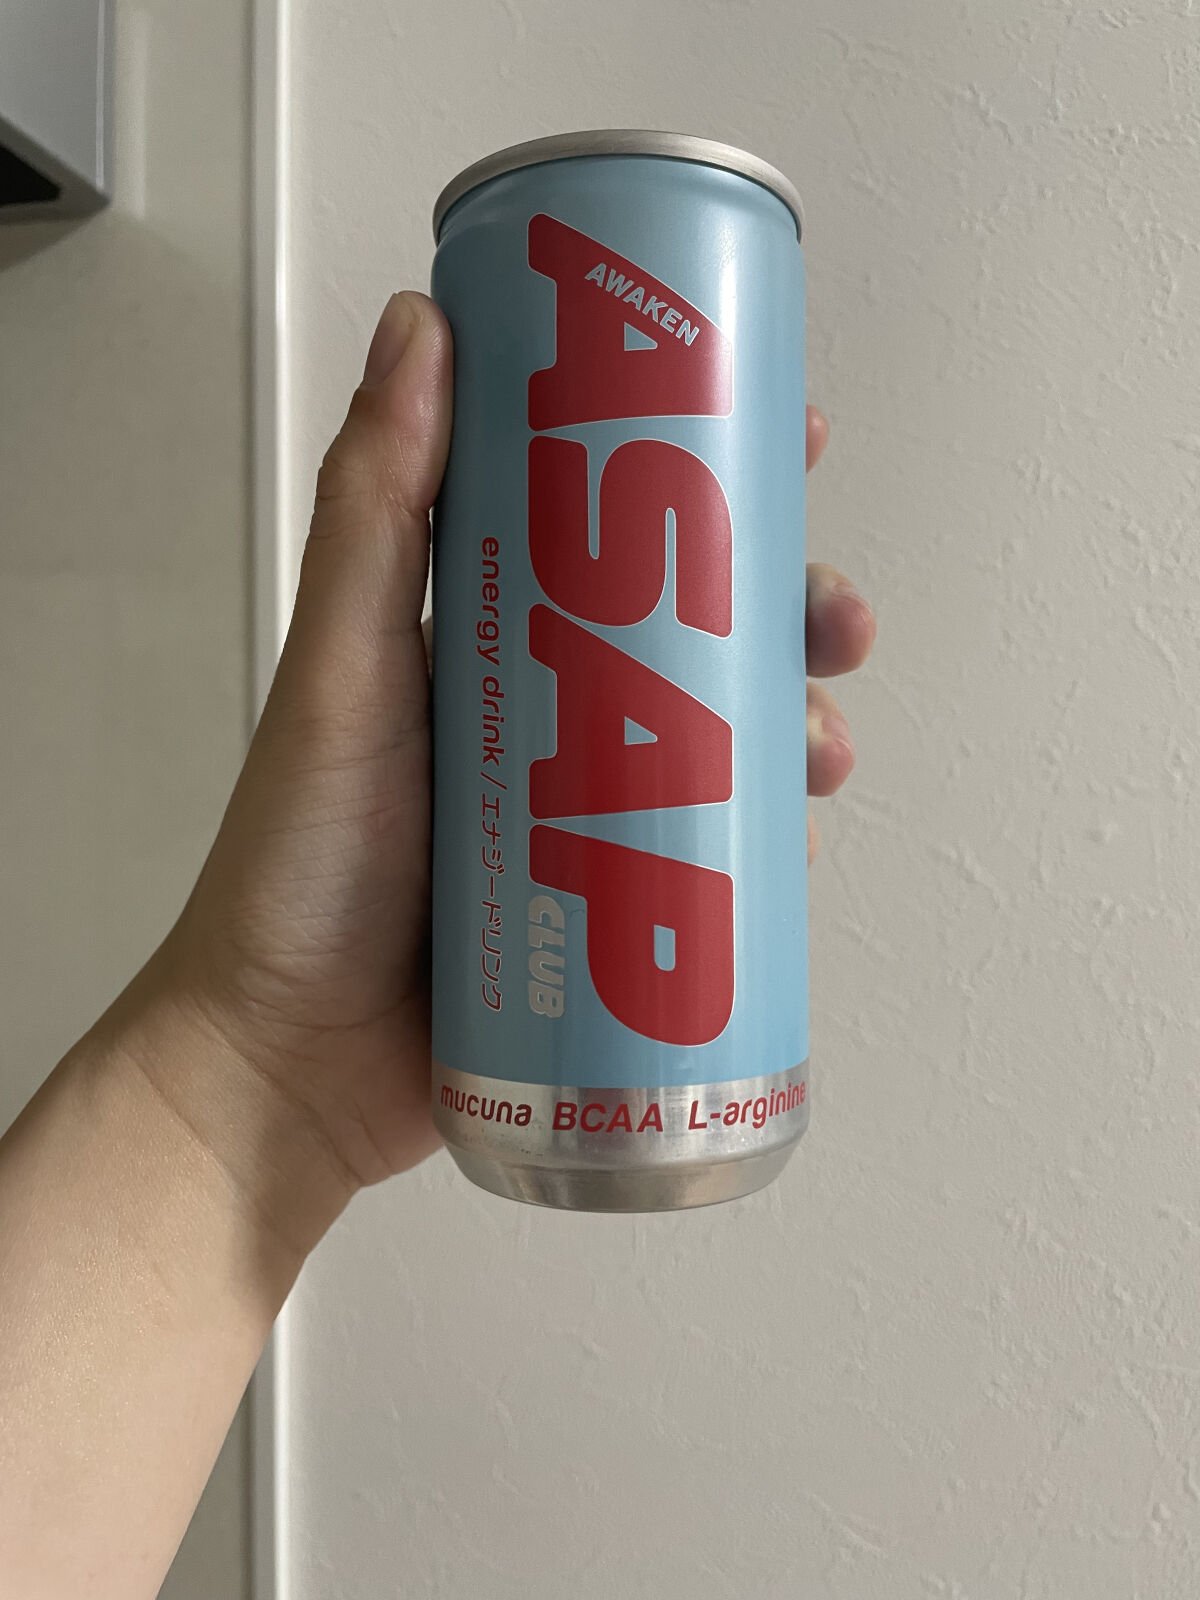 AWAKEN
ASAP
CLUB
energy drink / エナジードリンク
mucuna BCAA L-arginine